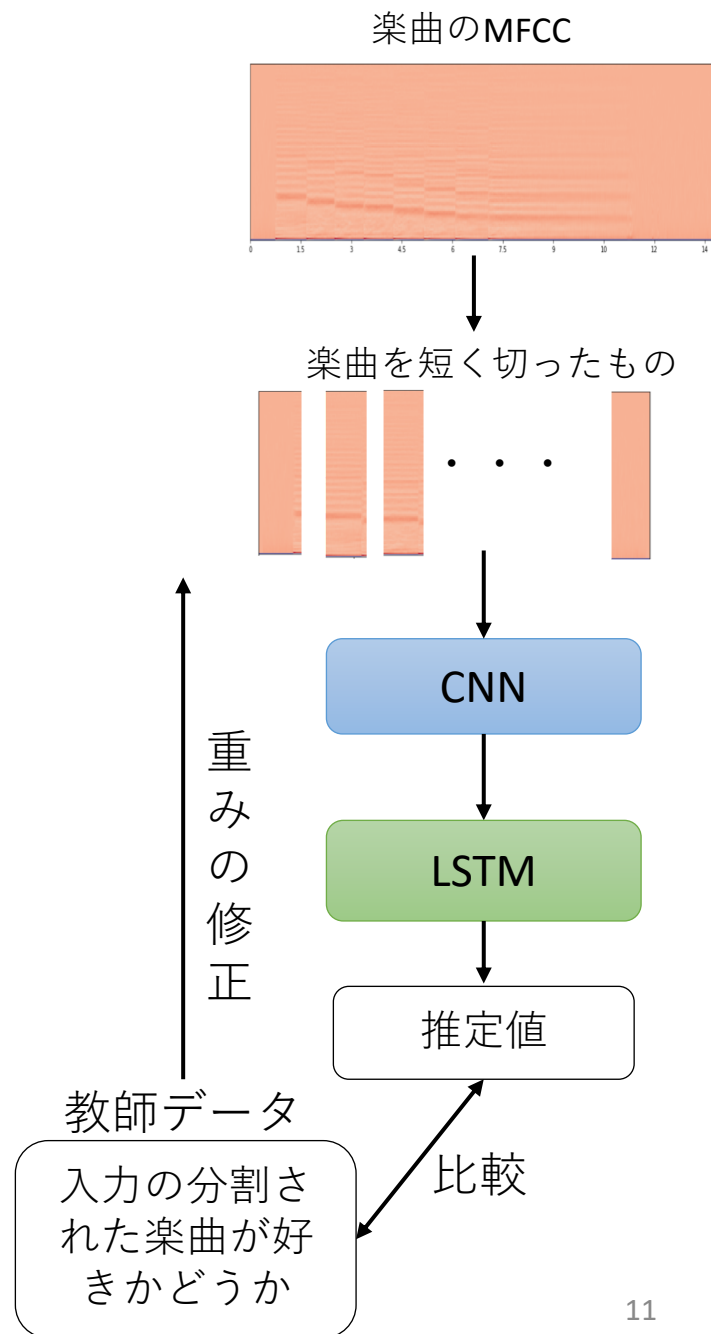 楽曲のMFCC
0 1.5 3 4.5 6 7.5 9 10 12 14
楽曲を短く切ったもの
・・・
CNN
LSTM
推定値
重みの修正
教師データ
比較
入力の分割さ
れた楽曲が好
きかどうか
11